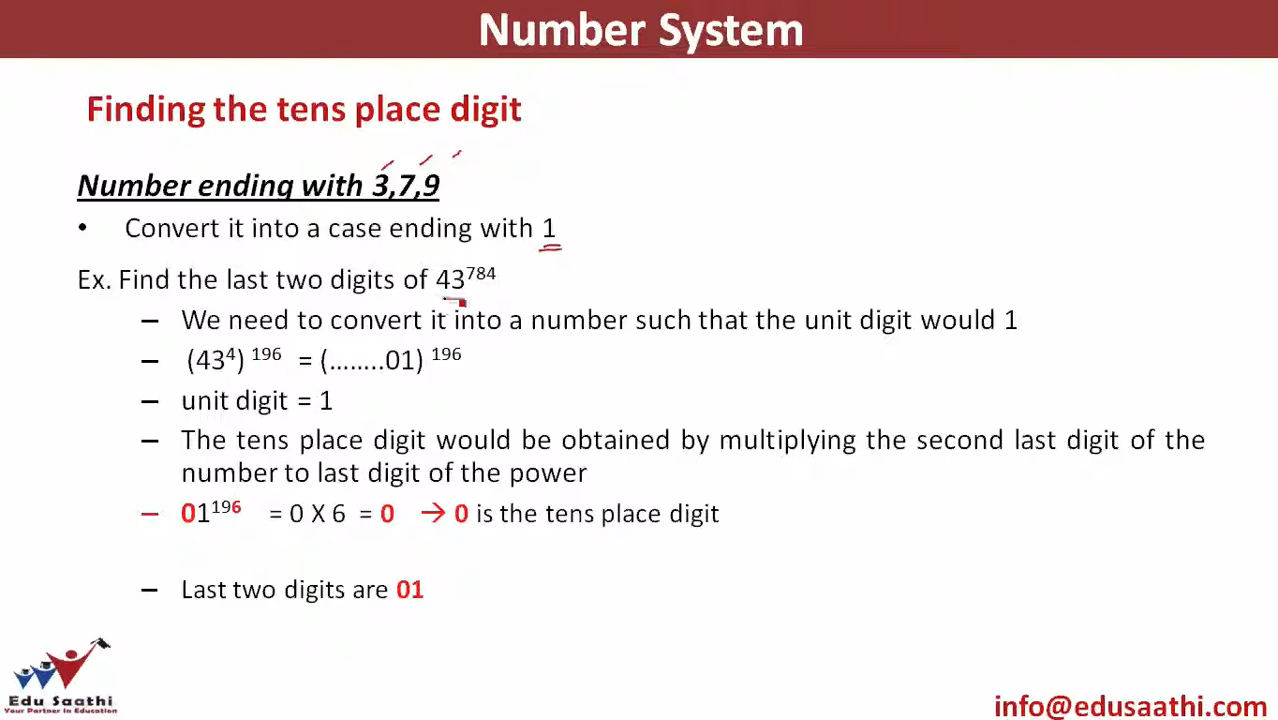 Number System
Finding the tens place digit
Number ending with 3,7,9
• Convert it into a case ending with 1
Ex. Find the last two digits of 43⁷⁸⁴
– We need to convert it into a number such that the unit digit would 1
– (43⁴) ¹⁹⁶ = (........01) ¹⁹⁶
– unit digit = 1
– The tens place digit would be obtained by multiplying the second last digit of the
number to last digit of the power
– 01¹⁹⁶ = 0 X 6 = 0 → 0 is the tens place digit
– Last two digits are 01
Edu Saathi
Your Partner in Education
info@edusaathi.com